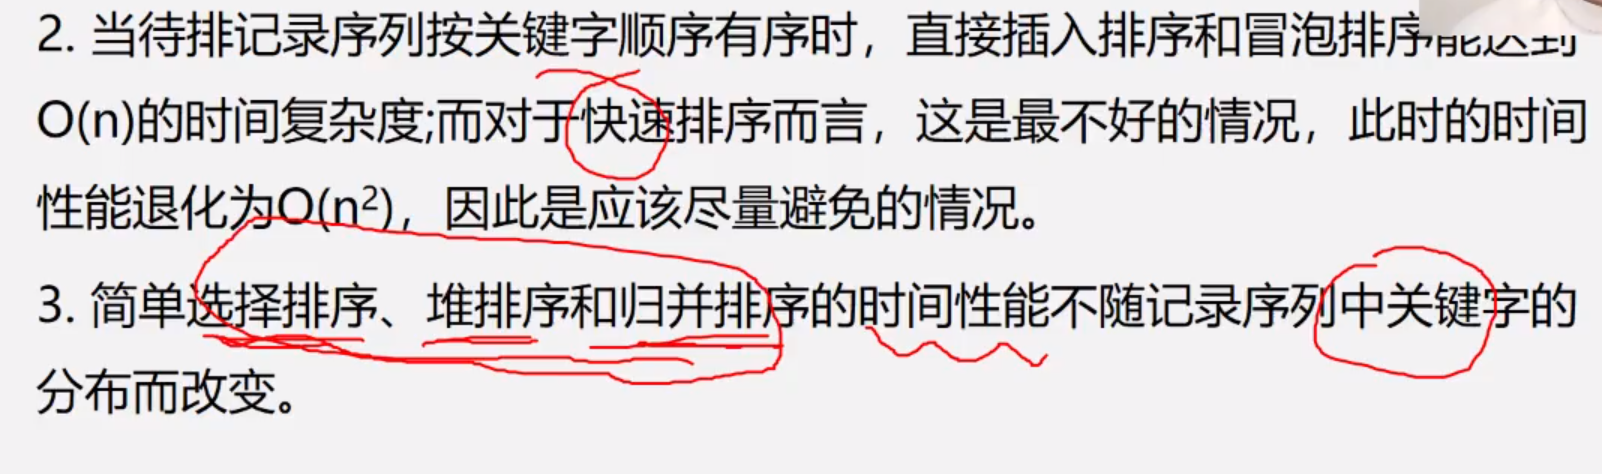 2. 当待排记录序列按关键字顺序有序时，直接插入排序和冒泡排序能达到
O(n)的时间复杂度;而对于快速排序而言，这是最不好的情况，此时的时间
性能退化为O(n²)，因此是应该尽量避免的情况。
3. 简单选择排序、堆排序和归并排序的时间性能不随记录序列中关键字的
分布而改变。